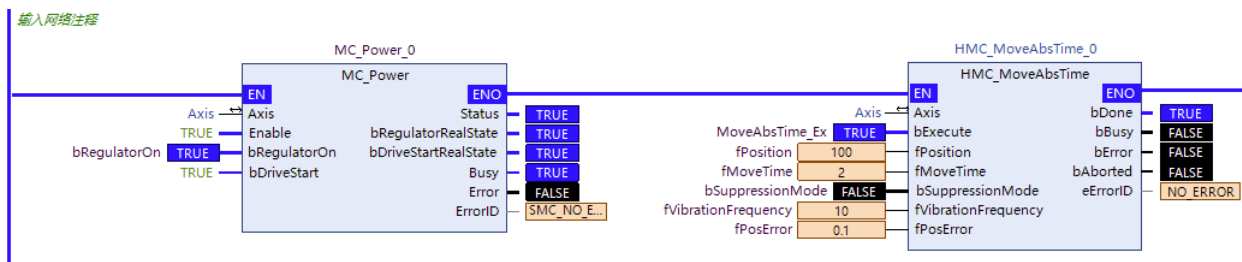 输入网络注释
MC_Power_0
MC_Power
EN ENO
Axis Axis Status TRUE
TRUE Enable bRegulatorRealState TRUE
bRegulatorOn TRUE bRegulatorOn bDriveStartRealState TRUE
TRUE bDriveStart Busy TRUE
Error FALSE
ErrorID SMC_NO_E...
HMC_MoveAbsTime_0
HMC_MoveAbsTime
EN ENO
Axis Axis bDone TRUE
MoveAbsTime_Ex TRUE bExecute bBusy FALSE
fPosition 100 fPosition bError FALSE
fMoveTime 2 fMoveTime bAborted FALSE
bSuppressionMode FALSE bSuppressionMode eErrorID NO_ERROR
fVibrationFrequency 10 fVibrationFrequency
fPosError 0.1 fPosError